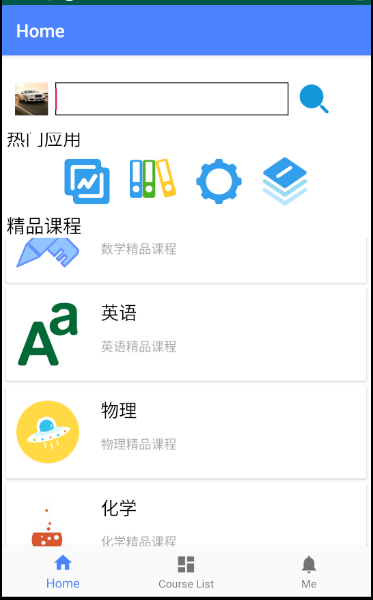 Home
热门应用
精品课程
数学精品课程
英语
英语精品课程
物理
物理精品课程
化学
化学精品课程
Home
Course List
Me